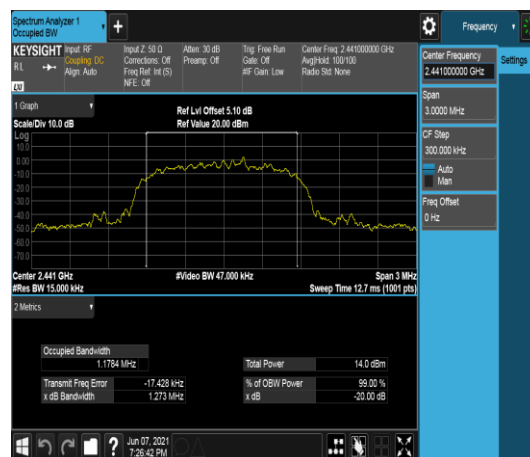 Spectrum Analyzer 1
Occupied BW
+
Frequency
KEYSIGHT
Input: RF
Coupling: DC
Align: Auto
RL
LXI
Input Z: 50 Ω
Corrections: Off
Freq Ref: Int (S)
NFE: Off
Atten: 30 dB
Preamp: Off
Trig: Free Run
Gate: Off
#IF Gain: Low
Center Freq: 2.441000000 GHz
Avg|Hold: 100/100
Radio Std: None
Center Frequency
2.441000000 GHz
Settings
Span
3.0000 MHz
CF Step
300.000 kHz
Auto
Man
Freq Offset
0 Hz
1 Graph
Scale/Div 10.0 dB
Ref Lvl Offset 5.10 dB
Ref Value 20.00 dBm
Log
10.0
0.00
-10.0
-20.0
-30.0
-40.0
-50.0
-60.0
-70.0
Center 2.441 GHz
#Res BW 15.000 kHz
#Video BW 47.000 kHz
Span 3 MHz
Sweep Time 12.7 ms (1001 pts)
2 Metrics
Occupied Bandwidth
1.1784 MHz
Total Power 14.0 dBm
Transmit Freq Error -17.428 kHz
% of OBW Power 99.00 %
x dB Bandwidth 1.273 MHz
x dB -20.00 dB
?
Jun 07, 2021
7:26:42 PM